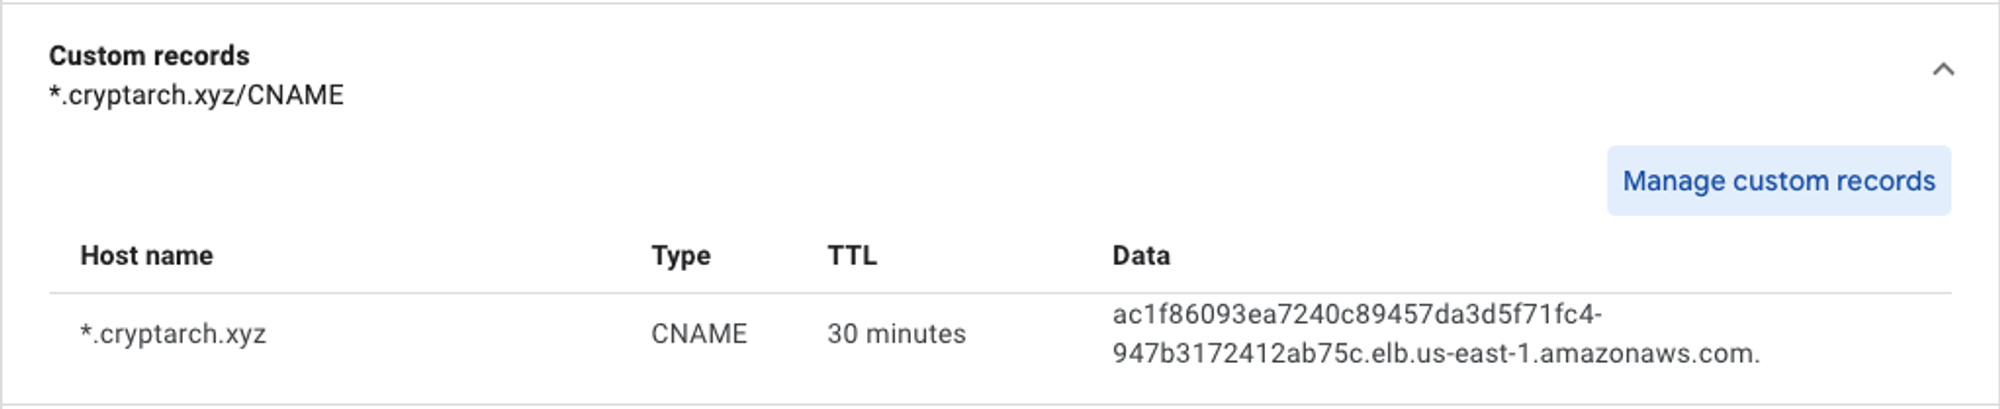 Custom records
*.cryptarch.xyz/CNAME
Manage custom records
Host name Type TTL Data
*.cryptarch.xyz CNAME 30 minutes ac1f86093ea7240c89457da3d5f71fc4-
947b3172412ab75c.elb.us-east-1.amazonaws.com.